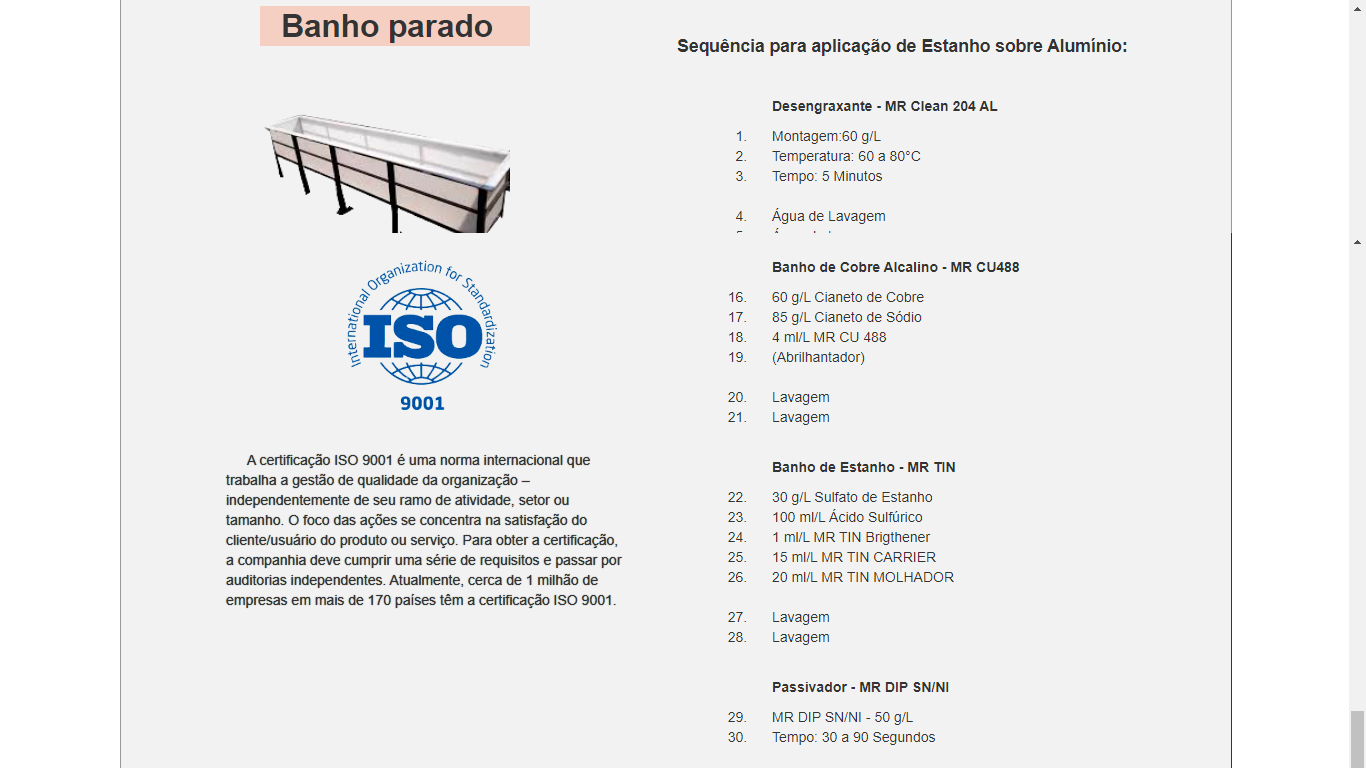 Banho parado
Sequência para aplicação de Estanho sobre Alumínio:
Desengraxante - MR Clean 204 AL
1. Montagem:60 g/L
2. Temperatura: 60 a 80°C
3. Tempo: 5 Minutos
4. Água de Lavagem
International Organization for Standardization
ISO
9001
A certificação ISO 9001 é uma norma internacional que
trabalha a gestão de qualidade da organização –
independentemente de seu ramo de atividade, setor ou
tamanho. O foco das ações se concentra na satisfação do
cliente/usuário do produto ou serviço. Para obter a certificação,
a companhia deve cumprir uma série de requisitos e passar por
auditorias independentes. Atualmente, cerca de 1 milhão de
empresas em mais de 170 países têm a certificação ISO 9001.
Banho de Cobre Alcalino - MR CU488
16. 60 g/L Cianeto de Cobre
17. 85 g/L Cianeto de Sódio
18. 4 ml/L MR CU 488
19. (Abrilhantador)
20. Lavagem
21. Lavagem
Banho de Estanho - MR TIN
22. 30 g/L Sulfato de Estanho
23. 100 ml/L Ácido Sulfúrico
24. 1 ml/L MR TIN Brigthener
25. 15 ml/L MR TIN CARRIER
26. 20 ml/L MR TIN MOLHADOR
27. Lavagem
28. Lavagem
Passivador - MR DIP SN/NI
29. MR DIP SN/NI - 50 g/L
30. Tempo: 30 a 90 Segundos